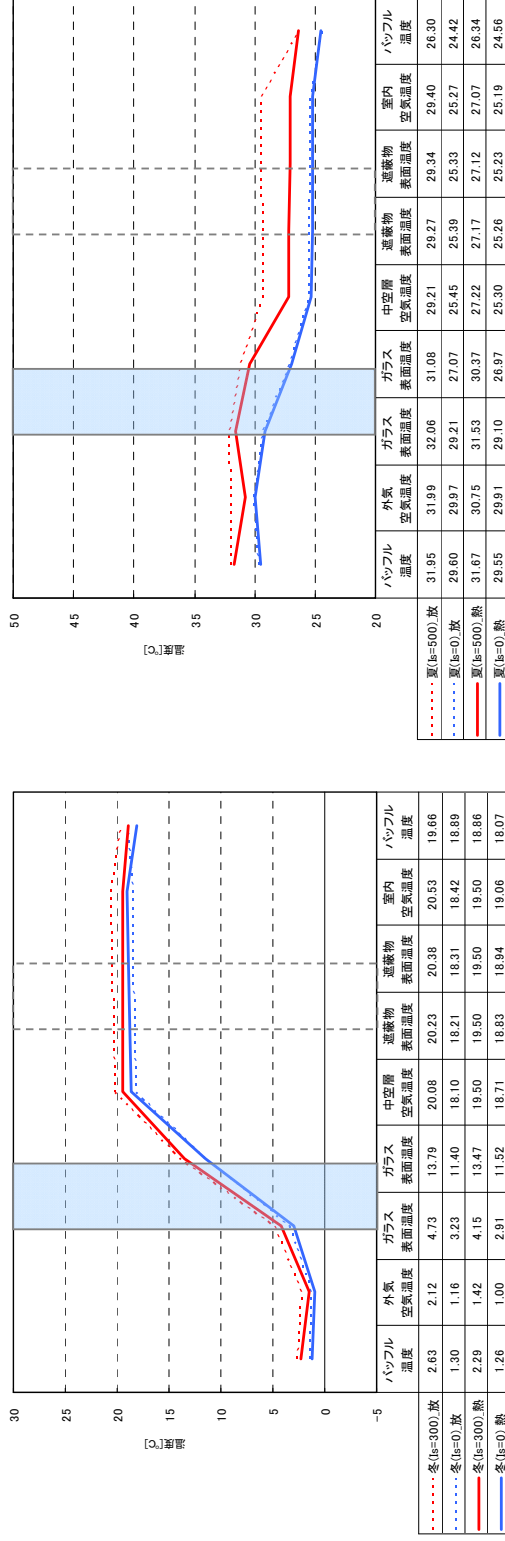 30
25
20
15
10
5
0
-5
温度[℃]
バッフル 温度
外気 空気温度
ガラス 表面温度
ガラス 表面温度
中空層 空気温度
遮蔽物 表面温度
遮蔽物 表面温度
室内 空気温度
バッフル 温度
冬(Is=300)_放 2.63 2.12 4.73 13.79 20.08 20.23 20.38 20.53 19.66
冬(Is=0)_放 1.30 1.16 3.23 11.40 18.10 18.21 18.31 18.42 18.89
冬(Is=300)_熱 2.29 1.42 4.15 13.47 19.50 19.50 19.50 19.50 18.86
冬(Is=0)_熱 1.26 1.00 2.91 11.52 18.71 18.83 18.94 19.06 18.07
50
45
40
35
30
25
20
温度[℃]
バッフル 温度
外気 空気温度
ガラス 表面温度
ガラス 表面温度
中空層 空気温度
遮蔽物 表面温度
遮蔽物 表面温度
室内 空気温度
バッフル 温度
夏(Is=500)_放 31.95 31.99 32.06 31.08 29.21 29.27 29.34 29.40 26.30
夏(Is=0)_放 29.60 29.97 29.21 27.07 25.45 25.39 25.33 25.27 24.42
夏(Is=500)_熱 31.67 30.75 31.53 30.37 27.22 27.17 27.12 27.07 26.34
夏(Is=0)_熱 29.55 29.91 29.10 26.97 25.30 25.26 25.23 25.19 24.56